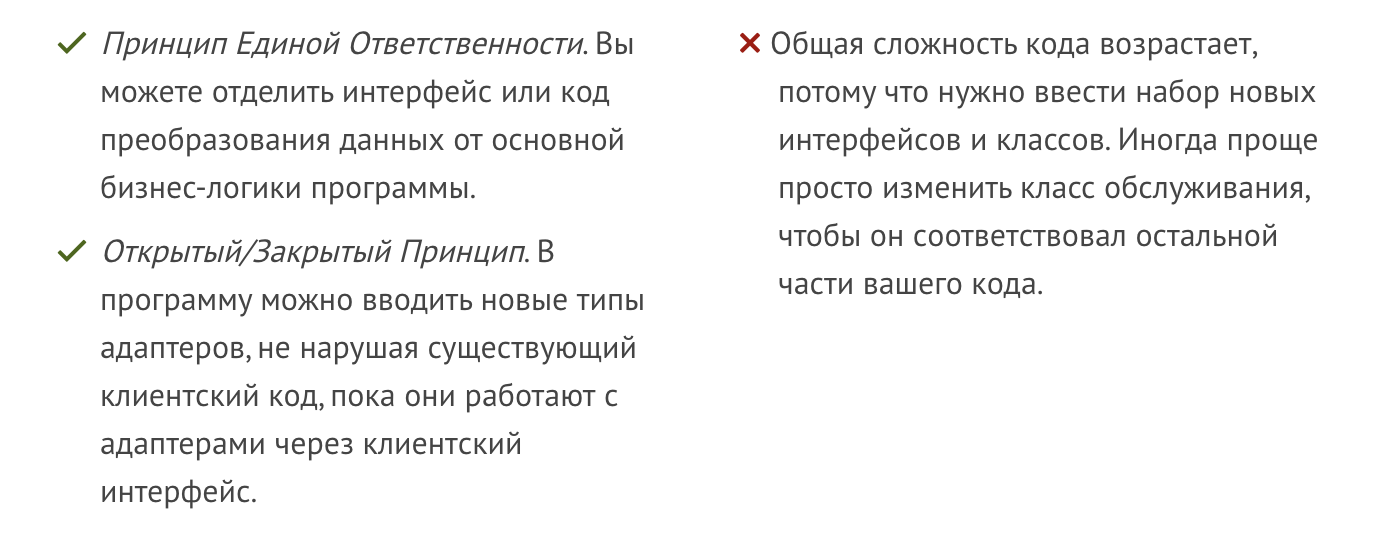 Принцип Единой Ответственности. Вы
можете отделить интерфейс или код
преобразования данных от основной
бизнес-логики программы.
Открытый/Закрытый Принцип. В
программу можно вводить новые типы
адаптеров, не нарушая существующий
клиентский код, пока они работают с
адаптерами через клиентский
интерфейс.
Общая сложность кода возрастает,
потому что нужно ввести набор новых
интерфейсов и классов. Иногда проще
просто изменить класс обслуживания,
чтобы он соответствовал остальной
части вашего кода.